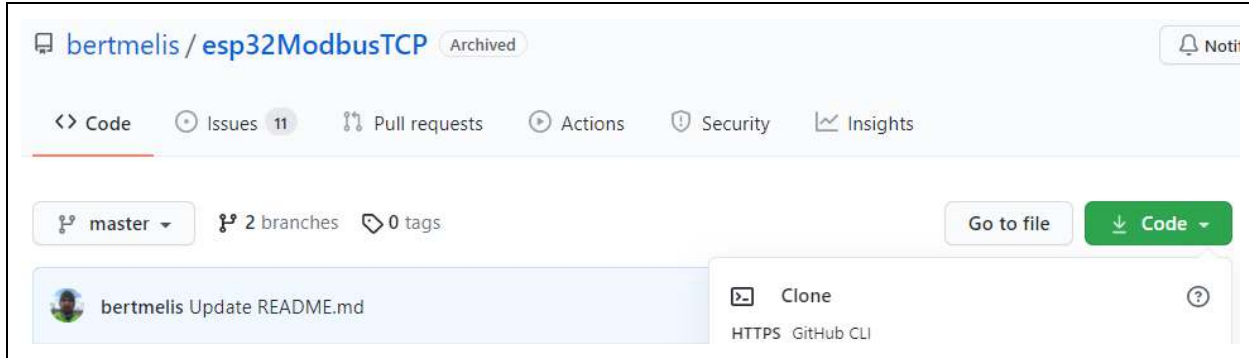 bertmelis / esp32ModbusTCP Archived
Noti
Code Issues 11 Pull requests Actions Security Insights
master 2 branches 0 tags Go to file Code
bertmelis Update README.md
Clone
HTTPS GitHub CLI